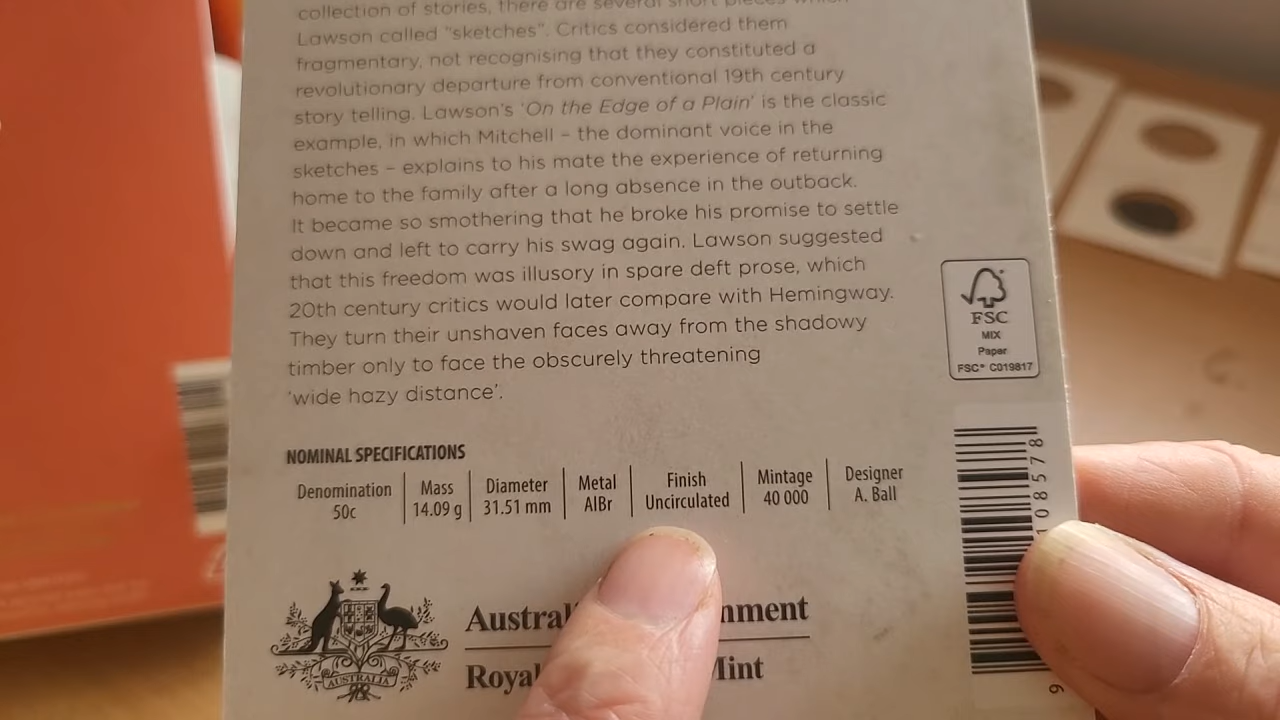 collection of stories, there are several short pieces which
Lawson called "sketches". Critics considered them
fragmentary, not recognising that they constituted a
revolutionary departure from conventional 19th century
story telling. Lawson's 'On the Edge of a Plain' is the classic
example, in which Mitchell – the dominant voice in the
sketches – explains to his mate the experience of returning
home to the family after a long absence in the outback.
It became so smothering that he broke his promise to settle
down and left to carry his swag again. Lawson suggested
that this freedom was illusory in spare deft prose, which
20th century critics would later compare with Hemingway.
They turn their unshaven faces away from the shadowy
timber only to face the obscurely threatening
'wide hazy distance'.
FSC
MIX
Paper
FSC® C019817
NOMINAL SPECIFICATIONS
Denomination Mass Diameter Metal Finish Mintage Designer
50c 14.09 g 31.51 mm AlBr Uncirculated 40 000 A. Ball
AUSTRALIA
Austral nment
Royal Mint
9 108578